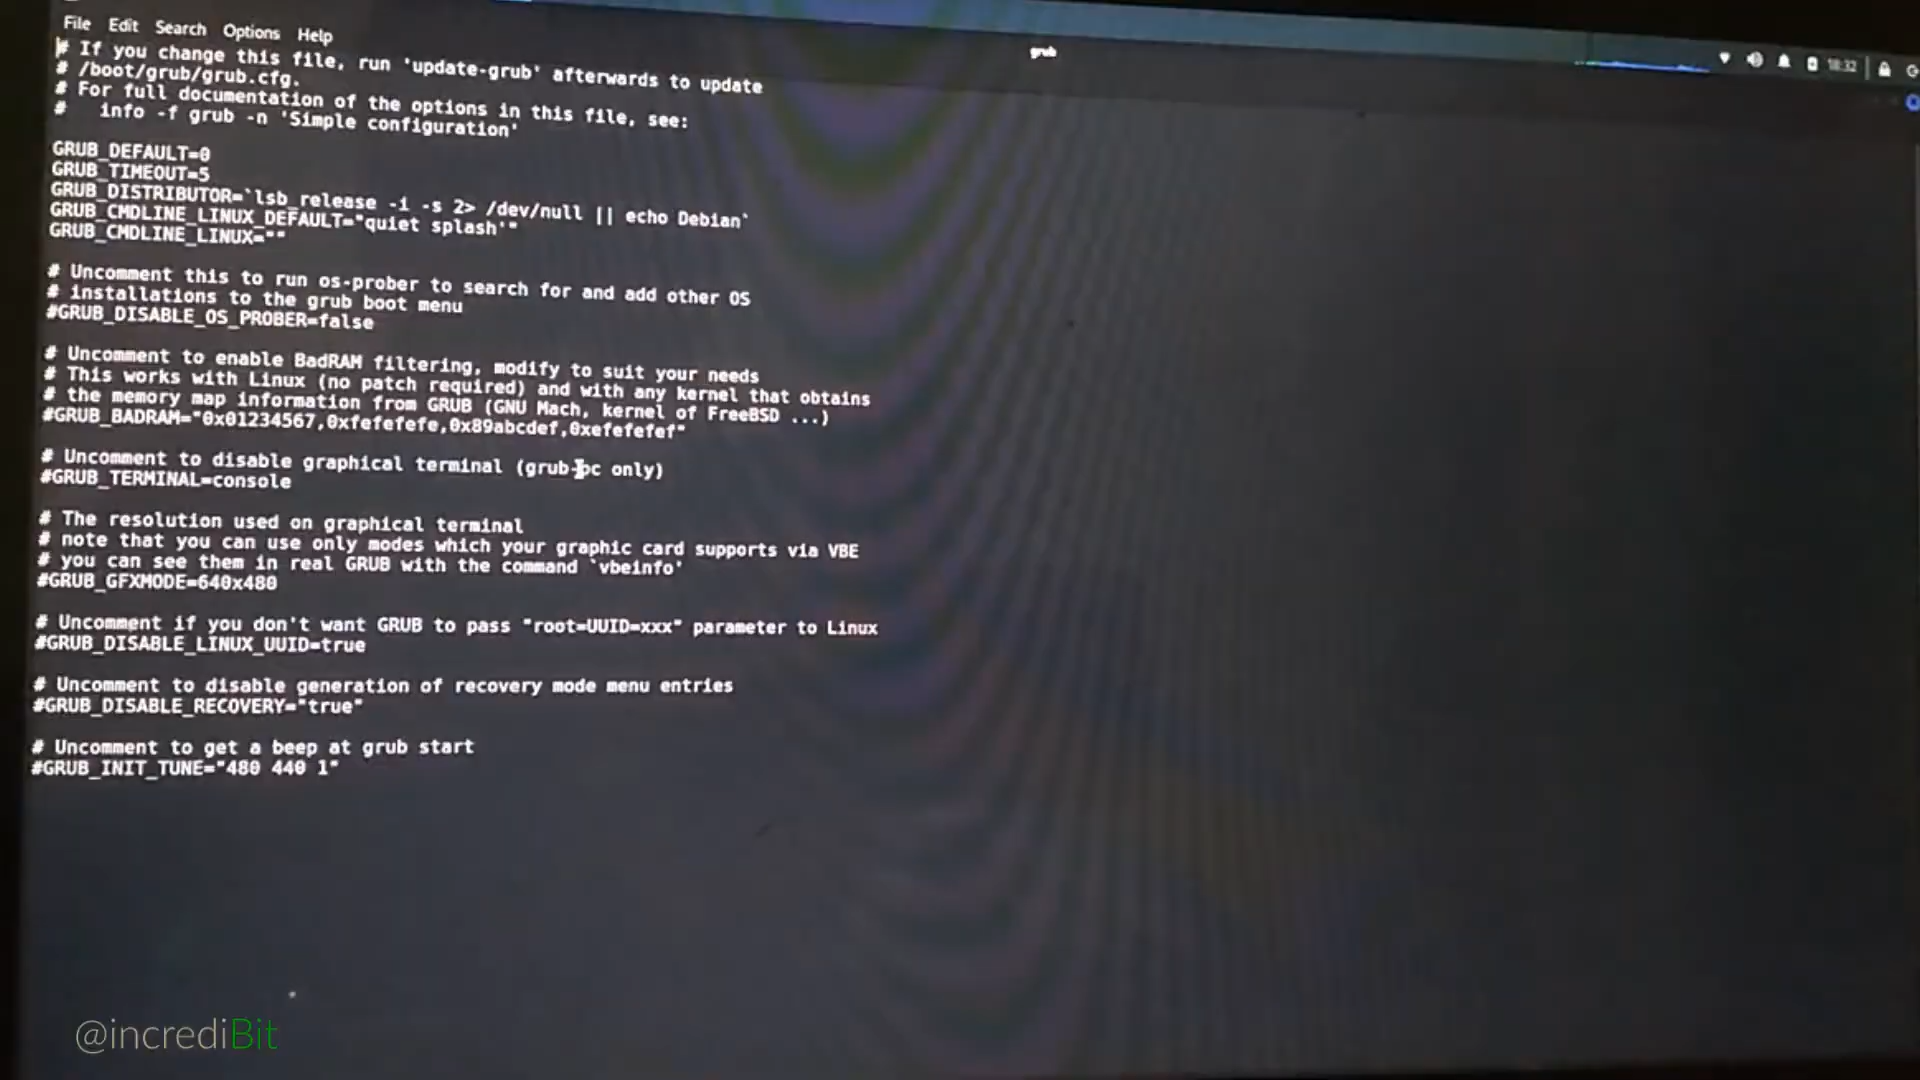 File Edit Search Options Help
grub
18:32
# If you change this file, run 'update-grub' afterwards to update
# /boot/grub/grub.cfg.
# For full documentation of the options in this file, see:
#   info -f grub -n 'Simple configuration'
GRUB_DEFAULT=0
GRUB_TIMEOUT=5
GRUB_DISTRIBUTOR=`lsb_release -i -s 2> /dev/null || echo Debian`
GRUB_CMDLINE_LINUX_DEFAULT="quiet splash'"
GRUB_CMDLINE_LINUX=""
# Uncomment this to run os-prober to search for and add other OS
# installations to the grub boot menu
#GRUB_DISABLE_OS_PROBER=false
# Uncomment to enable BadRAM filtering, modify to suit your needs
# This works with Linux (no patch required) and with any kernel that obtains
# the memory map information from GRUB (GNU Mach, kernel of FreeBSD ...)
#GRUB_BADRAM="0x01234567,0xfefefefe,0x89abcdef,0xefefefef"
# Uncomment to disable graphical terminal (grub-pc only)
#GRUB_TERMINAL=console
# The resolution used on graphical terminal
# note that you can use only modes which your graphic card supports via VBE
# you can see them in real GRUB with the command `vbeinfo'
#GRUB_GFXMODE=640x480
# Uncomment if you don't want GRUB to pass "root=UUID=xxx" parameter to Linux
#GRUB_DISABLE_LINUX_UUID=true
# Uncomment to disable generation of recovery mode menu entries
#GRUB_DISABLE_RECOVERY="true"
# Uncomment to get a beep at grub start
#GRUB_INIT_TUNE="480 440 1"
@incrediBit